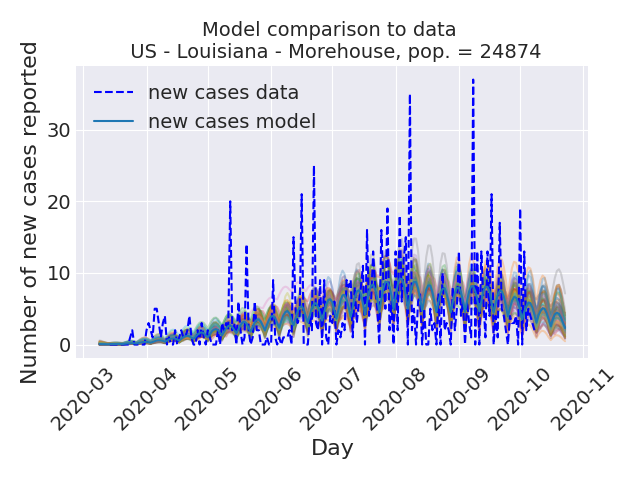 Model comparison to data
US - Louisiana - Morehouse, pop. = 24874
Number of new cases reported
new cases data
new cases model
30
20
10
0
2020-03
2020-04
2020-05
2020-06
2020-07
2020-08
2020-09
2020-10
2020-11
Day